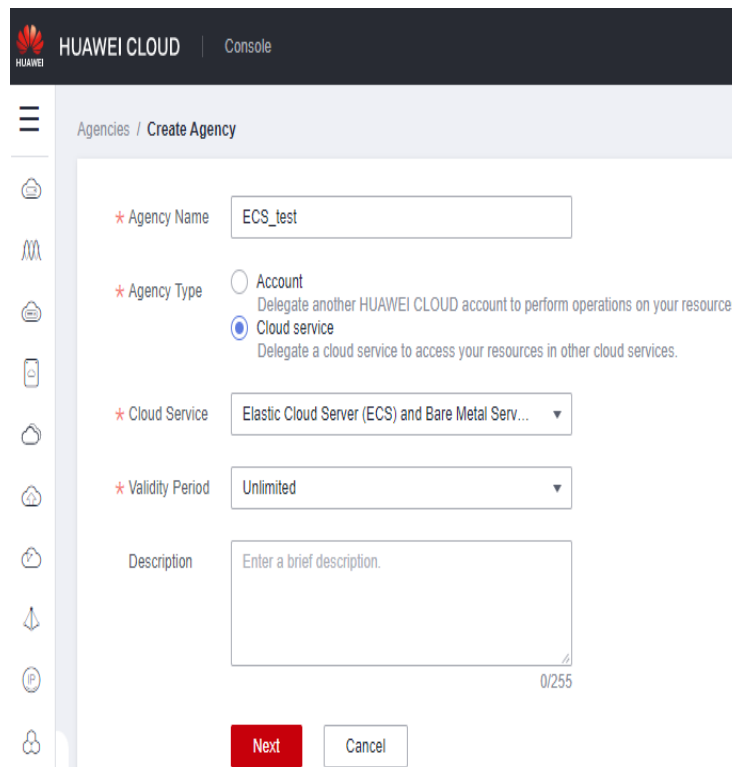 HUAWEI
HUAWEI CLOUD
Console
Agencies / Create Agency
* Agency Name
ECS_test
* Agency Type
Account
Delegate another HUAWEI CLOUD account to perform operations on your resource
Cloud service
Delegate a cloud service to access your resources in other cloud services.
* Cloud Service
Elastic Cloud Server (ECS) and Bare Metal Serv...
* Validity Period
Unlimited
Description
Enter a brief description.
0/255
Next
Cancel
IP